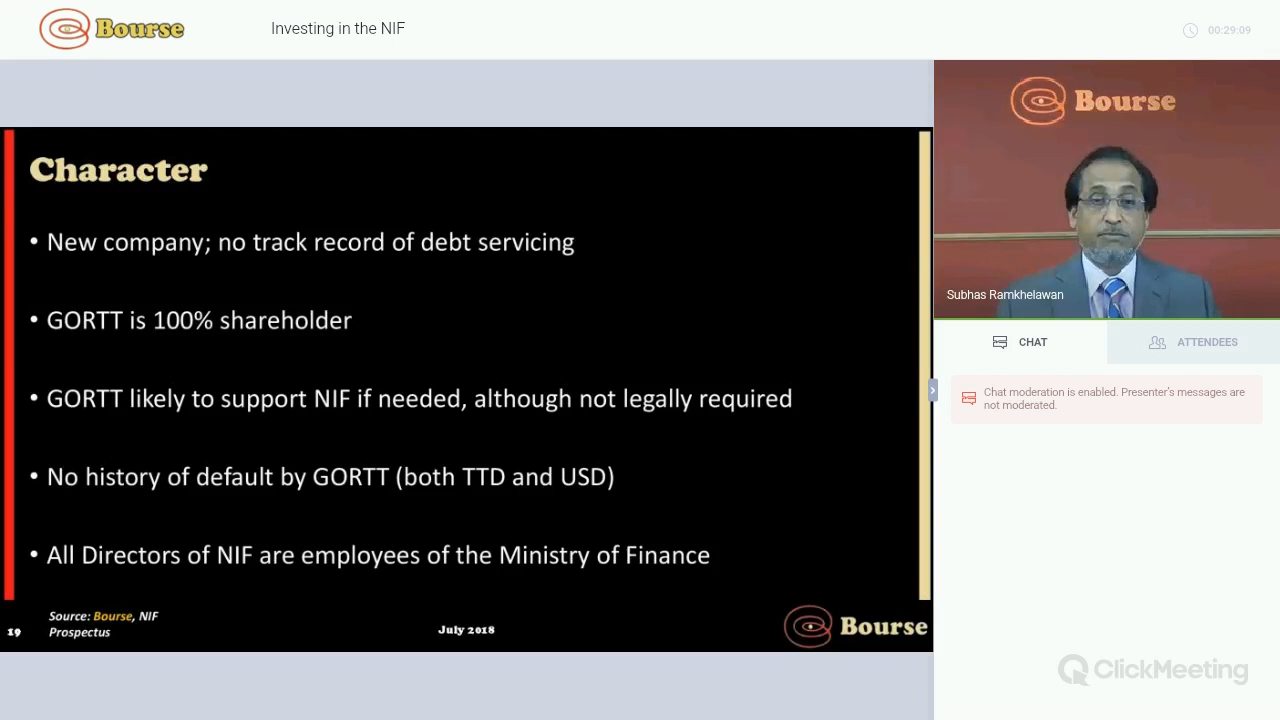 Bourse
Investing in the NIF
00:29:09
Character
• New company; no track record of debt servicing
• GORTT is 100% shareholder
• GORTT likely to support NIF if needed, although not legally required
• No history of default by GORTT (both TTD and USD)
• All Directors of NIF are employees of the Ministry of Finance
19
Source: Bourse, NIF
Prospectus
July 2018
Bourse
Bourse
Subhas Ramkhelawan
CHAT
ATTENDEES
Chat moderation is enabled. Presenter's messages are
not moderated.
ClickMeeting